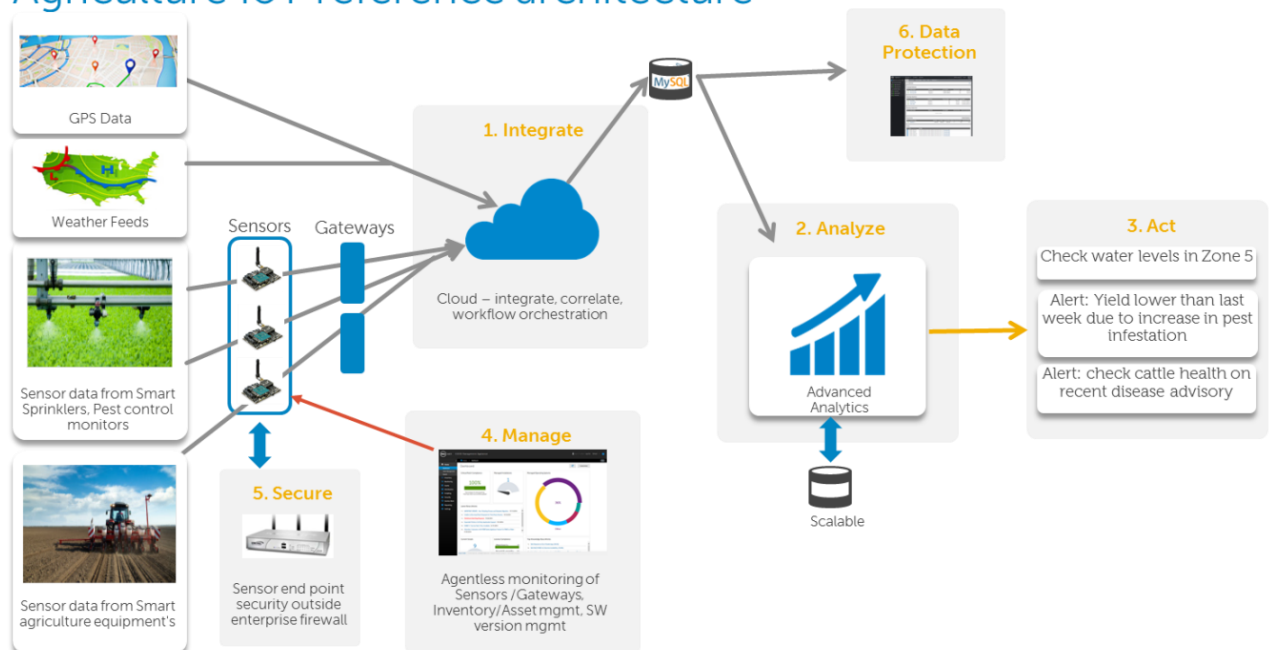 Agriculture IoT reference architecture
GPS Data
Weather Feeds
L
H
Sensor data from Smart
Sprinklers, Pest control
monitors
Sensor data from Smart
agriculture equipment's
Sensors
Gateways
5. Secure
Sensor end point
security outside
enterprise firewall
1. Integrate
Cloud – integrate, correlate,
workflow orchestration
4. Manage
100%
Agentless monitoring of
Sensors /Gateways,
Inventory/Asset mgmt, SW
version mgmt
MySQL
6. Data
Protection
2. Analyze
Advanced
Analytics
Scalable
3. Act
Check water levels in Zone 5
Alert: Yield lower than last
week due to increase in pest
infestation
Alert: check cattle health on
recent disease advisory